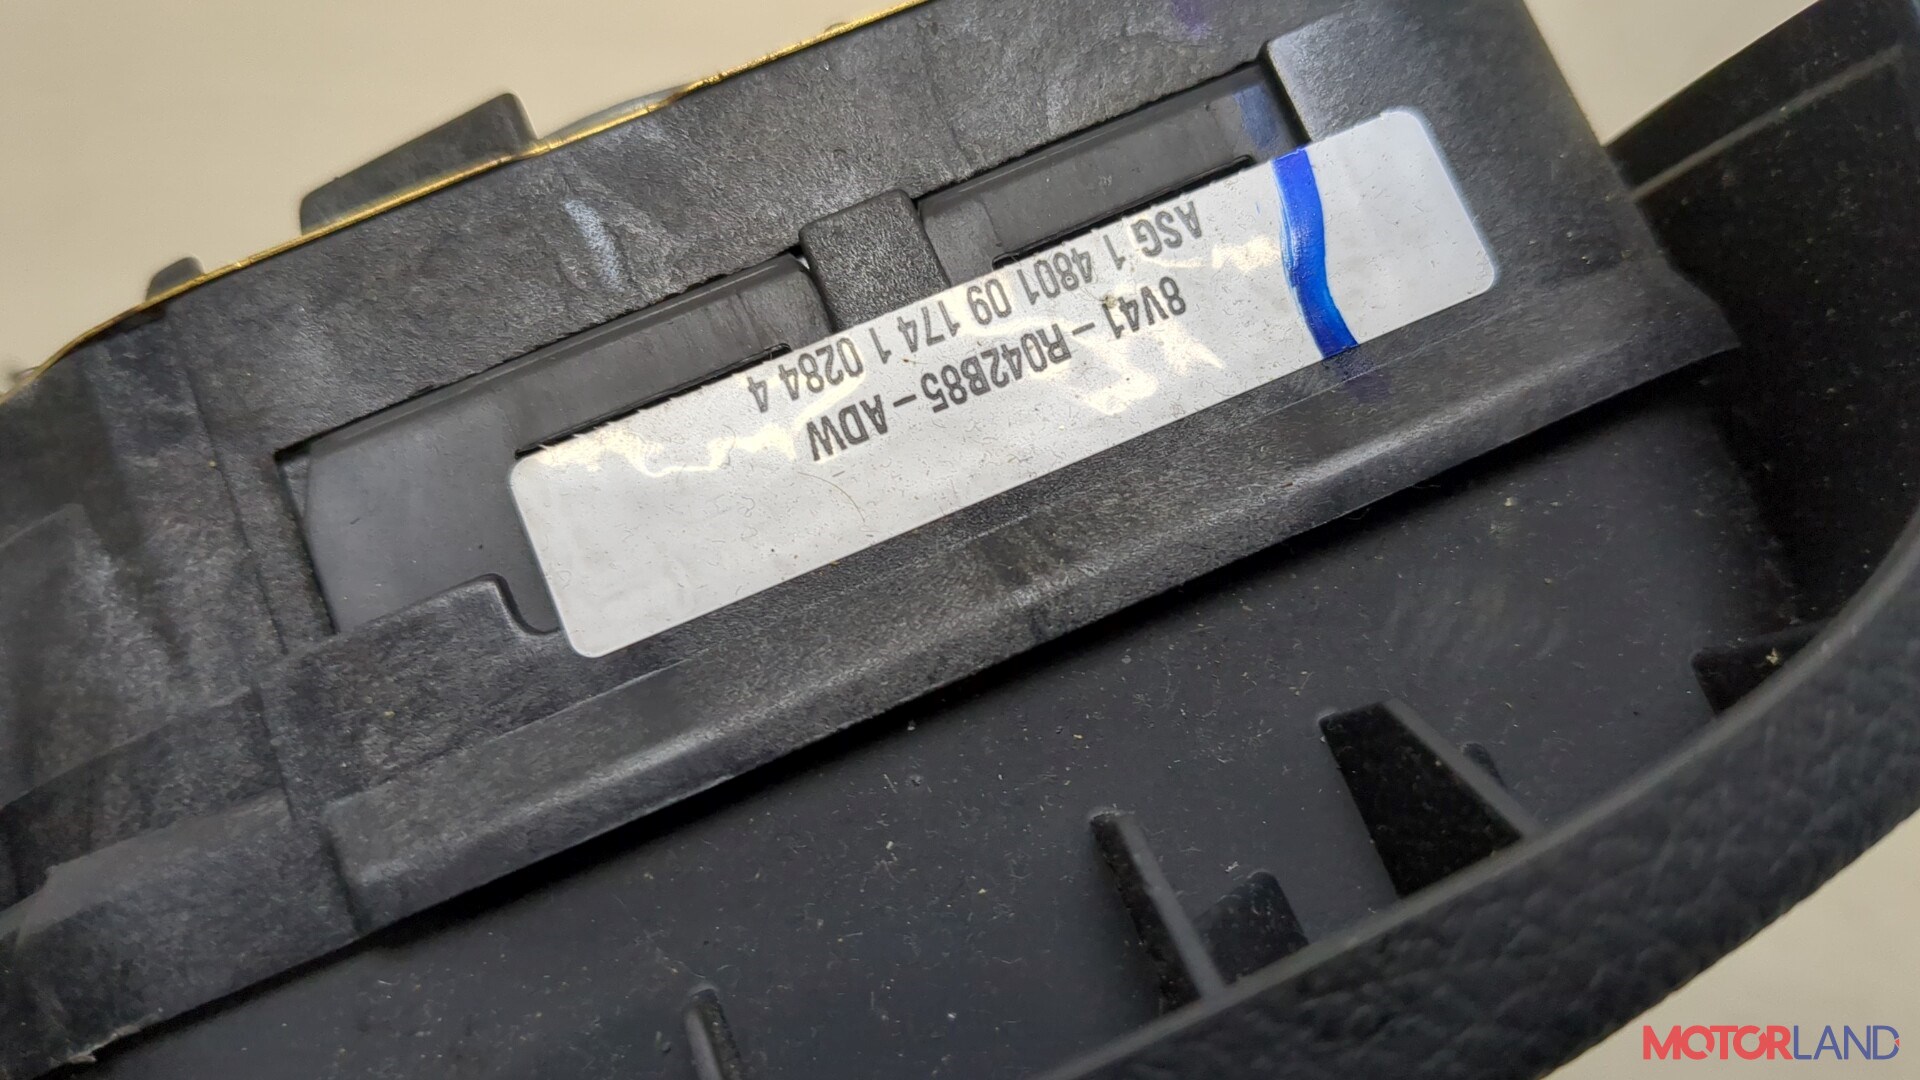 8V41-R042B85-ADW
ASG 1 4801 09 174 1 0284 4
MOTORLAND